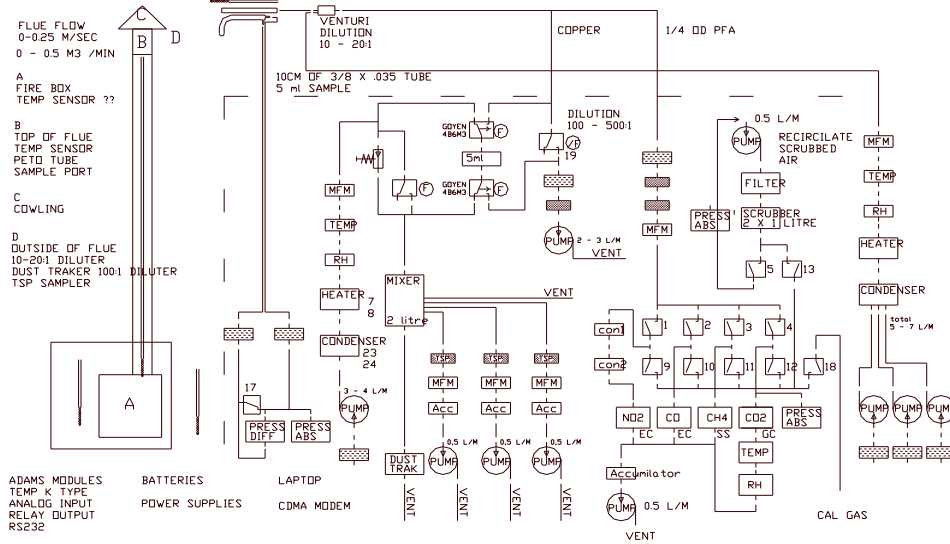 FLUE FLOW
0-0.25 M/SEC
0 - 0.5 M3 /MIN
A
FIRE BOX
TEMP SENSOR ??
B
TOP OF FLUE
TEMP SENSOR
PETO TUBE
SAMPLE PORT
C
COWLING
D
OUTSIDE OF FLUE
10-20:1 DILUTER
DUST TRAKER 100:1 DILUTER
TSP SAMPLER
C
B
D
A
ADAMS MODULES
TEMP K TYPE
ANALOG INPUT
RELAY OUTPUT
RS232
BATTERIES
POWER SUPPLIES
LAPTOP
CDMA MODEM
VENTURI
DILUTION
10 - 20:1
10CM OF 3/8 X .035 TUBE
5 ml SAMPLE
COPPER
1/4 OD PFA
DILUTION
100 - 500:1
GOYEN
4B6M3
F
5ml
GOYEN
4B6M3
F
F
/F
19
MFM
TEMP
RH
HEATER
7
8
CONDENSER
23
24
3 - 4 L/M
PUMP
17
PRESS
DIFF
PRESS
ABS
MIXER
2 litre
VENT
TSP
TSP
TSP
MFM
MFM
MFM
Acc
Acc
Acc
0.5 L/M
0.5 L/M
0.5 L/M
DUST
TRAK
PUMP
PUMP
PUMP
VENT
VENT
VENT
VENT
PUMP
2 - 3 L/M
VENT
MFM
0.5 L/M
PUMP
RECIRCILATE
SCRUBBED
AIR
FILTER
PRESS
ABS
SCRUBBER
2 X 1 LITRE
5
13
con1
con2
1
2
3
4
9
10
11
12
18
NO2
CO
CH4
CO2
PRESS
ABS
EC
EC
SS
GC
TEMP
RH
Accumilator
PUMP
0.5 L/M
VENT
CAL GAS
MFM
TEMP
RH
HEATER
CONDENSER
total
5 - 7 L/M
PUMP
PUMP
PUM